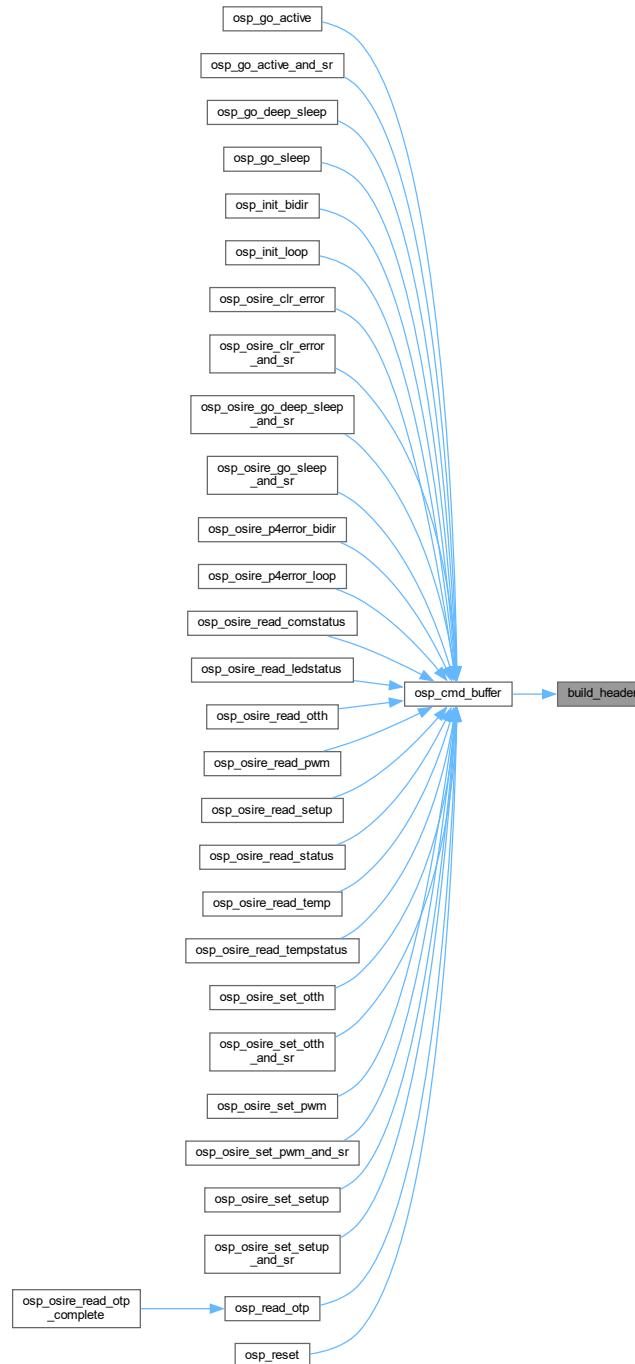 osp_go_active
osp_go_active_and_sr
osp_go_deep_sleep
osp_go_sleep
osp_init_bidir
osp_init_loop
osp_osire_clr_error
osp_osire_clr_error
_and_sr
osp_osire_go_deep_sleep
_and_sr
osp_osire_go_sleep
_and_sr
osp_osire_p4error_bidir
osp_osire_p4error_loop
osp_osire_read_comstatus
osp_osire_read_ledstatus
osp_cmd_buffer
build_header
osp_osire_read_otth
osp_osire_read_pwm
osp_osire_read_setup
osp_osire_read_status
osp_osire_read_temp
osp_osire_read_tempstatus
osp_osire_set_otth
osp_osire_set_otth
_and_sr
osp_osire_set_pwm
osp_osire_set_pwm_and_sr
osp_osire_set_setup
osp_osire_set_setup
_and_sr
osp_osire_read_otp
_complete
osp_read_otp
osp_reset